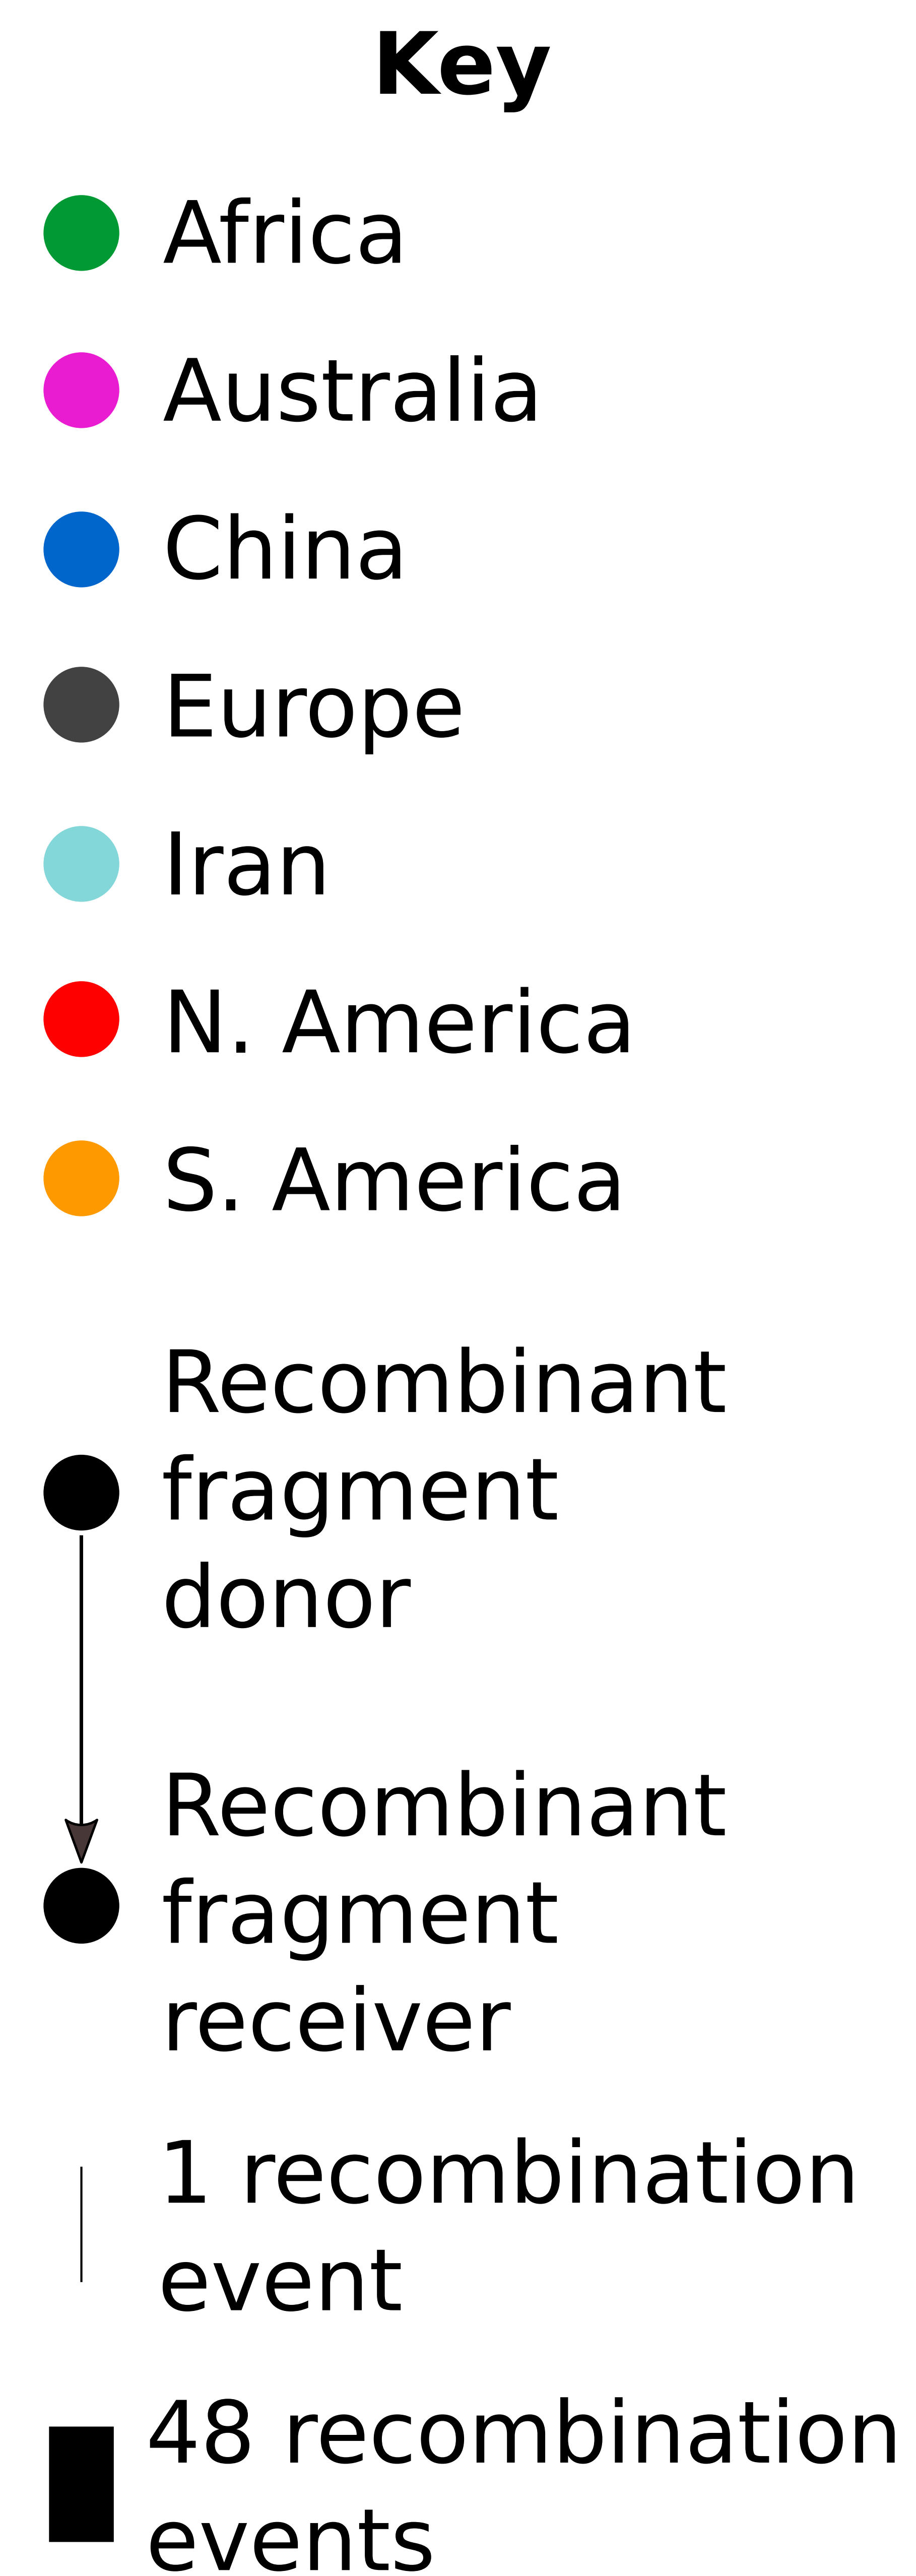 Key
Africa
Australia
China
Europe
Iran
N. America
S. America
Recombinant
fragment
donor
Recombinant
fragment
receiver
1 recombination
event
48 recombination
events